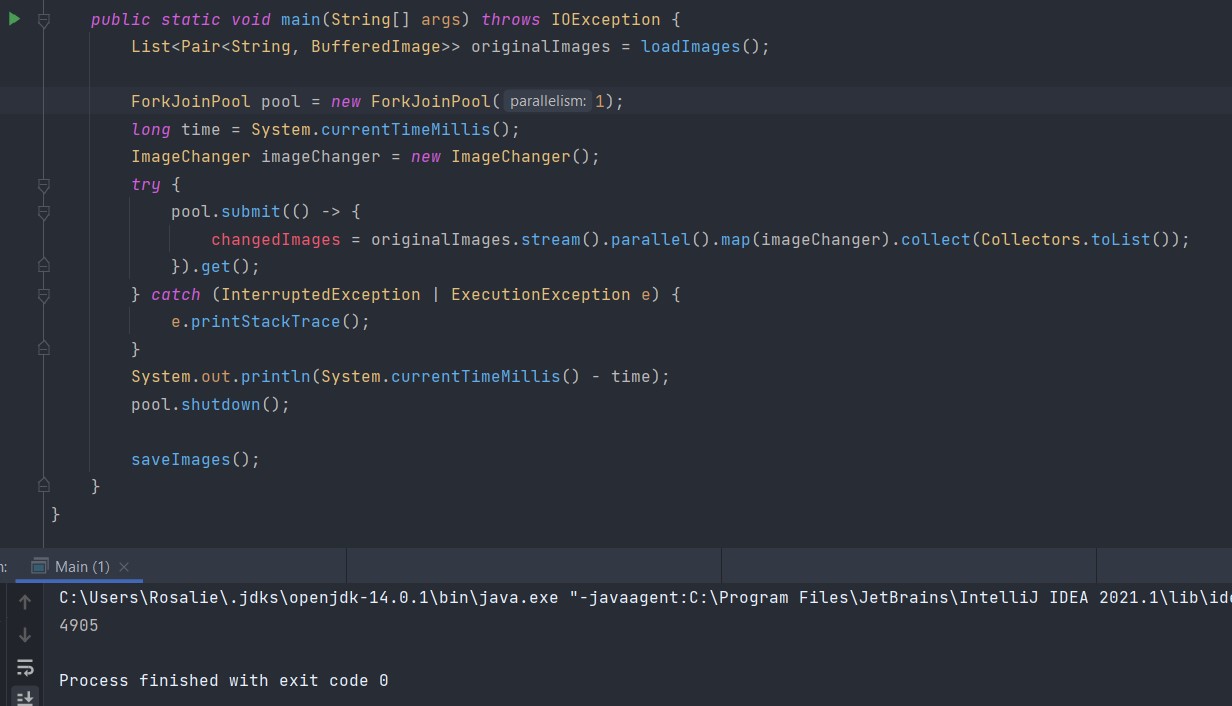 public static void main(String[] args) throws IOException {
List<Pair<String, BufferedImage>> originalImages = loadImages();
ForkJoinPool pool = new ForkJoinPool( parallelism: 1);
long time = System.currentTimeMillis();
ImageChanger imageChanger = new ImageChanger();
try {
pool.submit(() -> {
changedImages = originalImages.stream().parallel().map(imageChanger).collect(Collectors.toList());
}).get();
} catch (InterruptedException | ExecutionException e) {
e.printStackTrace();
}
System.out.println(System.currentTimeMillis() - time);
pool.shutdown();
saveImages();
}
}
Main (1)
C:\Users\Rosalie\.jdks\openjdk-14.0.1\bin\java.exe "-javaagent:C:\Program Files\JetBrains\IntelliJ IDEA 2021.1\lib\ide
4905
Process finished with exit code 0